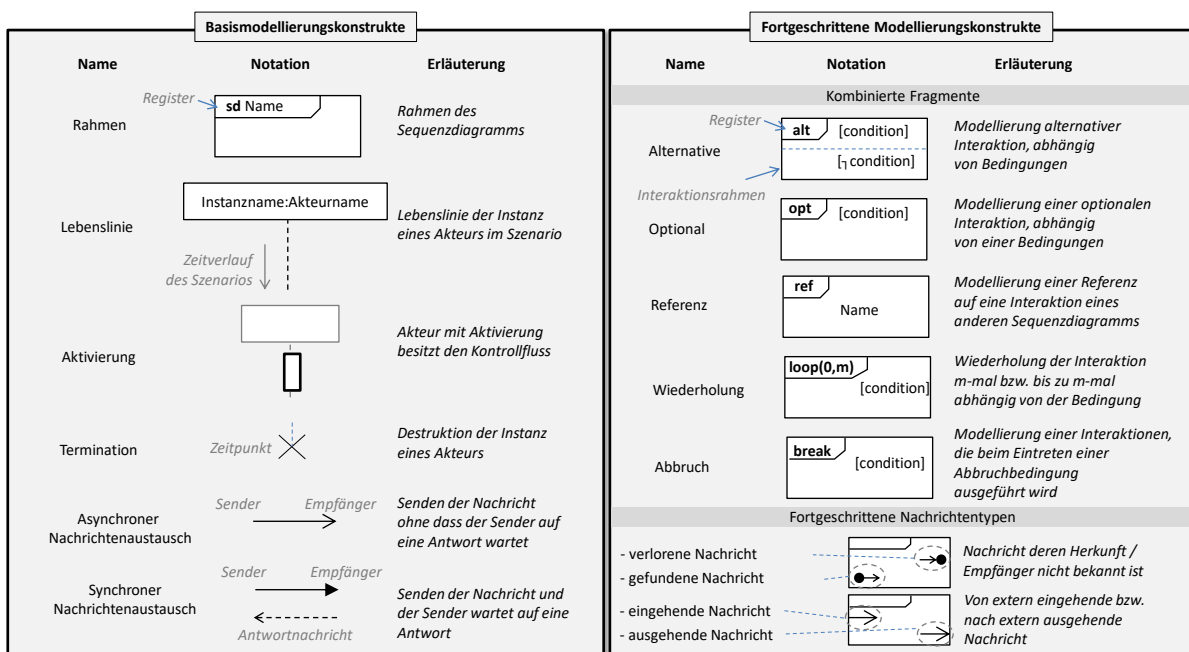 Basismodellierungskonstrukte
Name Notation Erläuterung
Register
sd Name
Rahmen
Rahmen des
Sequenzdiagramms
Instanzname:Akteurname
Lebenslinie
Lebenslinie der Instanz
eines Akteurs im Szenario
Zeitverlauf
des Szenarios
Aktivierung
Akteur mit Aktivierung
besitzt den Kontrollfluss
Termination
Zeitpunkt
Destruktion der Instanz
eines Akteurs
Asynchroner
Nachrichtenaustausch
Sender Empfänger
Senden der Nachricht
ohne dass der Sender auf
eine Antwort wartet
Synchroner
Nachrichtenaustausch
Sender Empfänger
Antwortnachricht
Senden der Nachricht und
der Sender wartet auf eine
Antwort
Fortgeschrittene Modellierungskonstrukte
Name Notation Erläuterung
Kombinierte Fragmente
Register
Alternative
Interaktionsrahmen
alt [condition]
[┐condition]
Modellierung alternativer
Interaktion, abhängig
von Bedingungen
Optional
opt [condition]
Modellierung einer optionalen
Interaktion, abhängig
von einer Bedingungen
Referenz
ref
Name
Modellierung einer Referenz
auf eine Interaktion eines
anderen Sequenzdiagramms
Wiederholung
loop(0,m)
[condition]
Wiederholung der Interaktion
m-mal bzw. bis zu m-mal
abhängig von der Bedingung
Abbruch
break
[condition]
Modellierung einer Interaktionen,
die beim Eintreten einer
Abbruchbedingung
ausgeführt wird
Fortgeschrittene Nachrichtentypen
- verlorene Nachricht
- gefundene Nachricht
Nachricht deren Herkunft /
Empfänger nicht bekannt ist
- eingehende Nachricht
- ausgehende Nachricht
Von extern eingehende bzw.
nach extern ausgehende
Nachricht